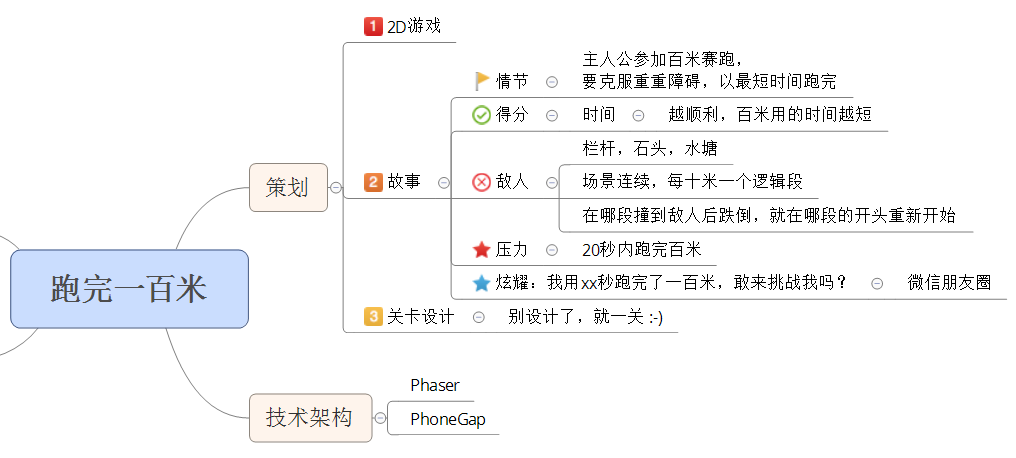 1 2D游戏
主人公参加百米赛跑，
情节 要克服重重障碍，以最短时间跑完
得分 时间 越顺利，百米用的时间越短
栏杆，石头，水塘
策划 2 故事 敌人 场景连续，每十米一个逻辑段
在哪段撞到敌人后跌倒，就在哪段的开头重新开始
压力 20秒内跑完百米
跑完一百米
炫耀：我用xx秒跑完了一百米，敢来挑战我吗？ 微信朋友圈
3 关卡设计 别设计了，就一关 :-)
Phaser
技术架构
PhoneGap